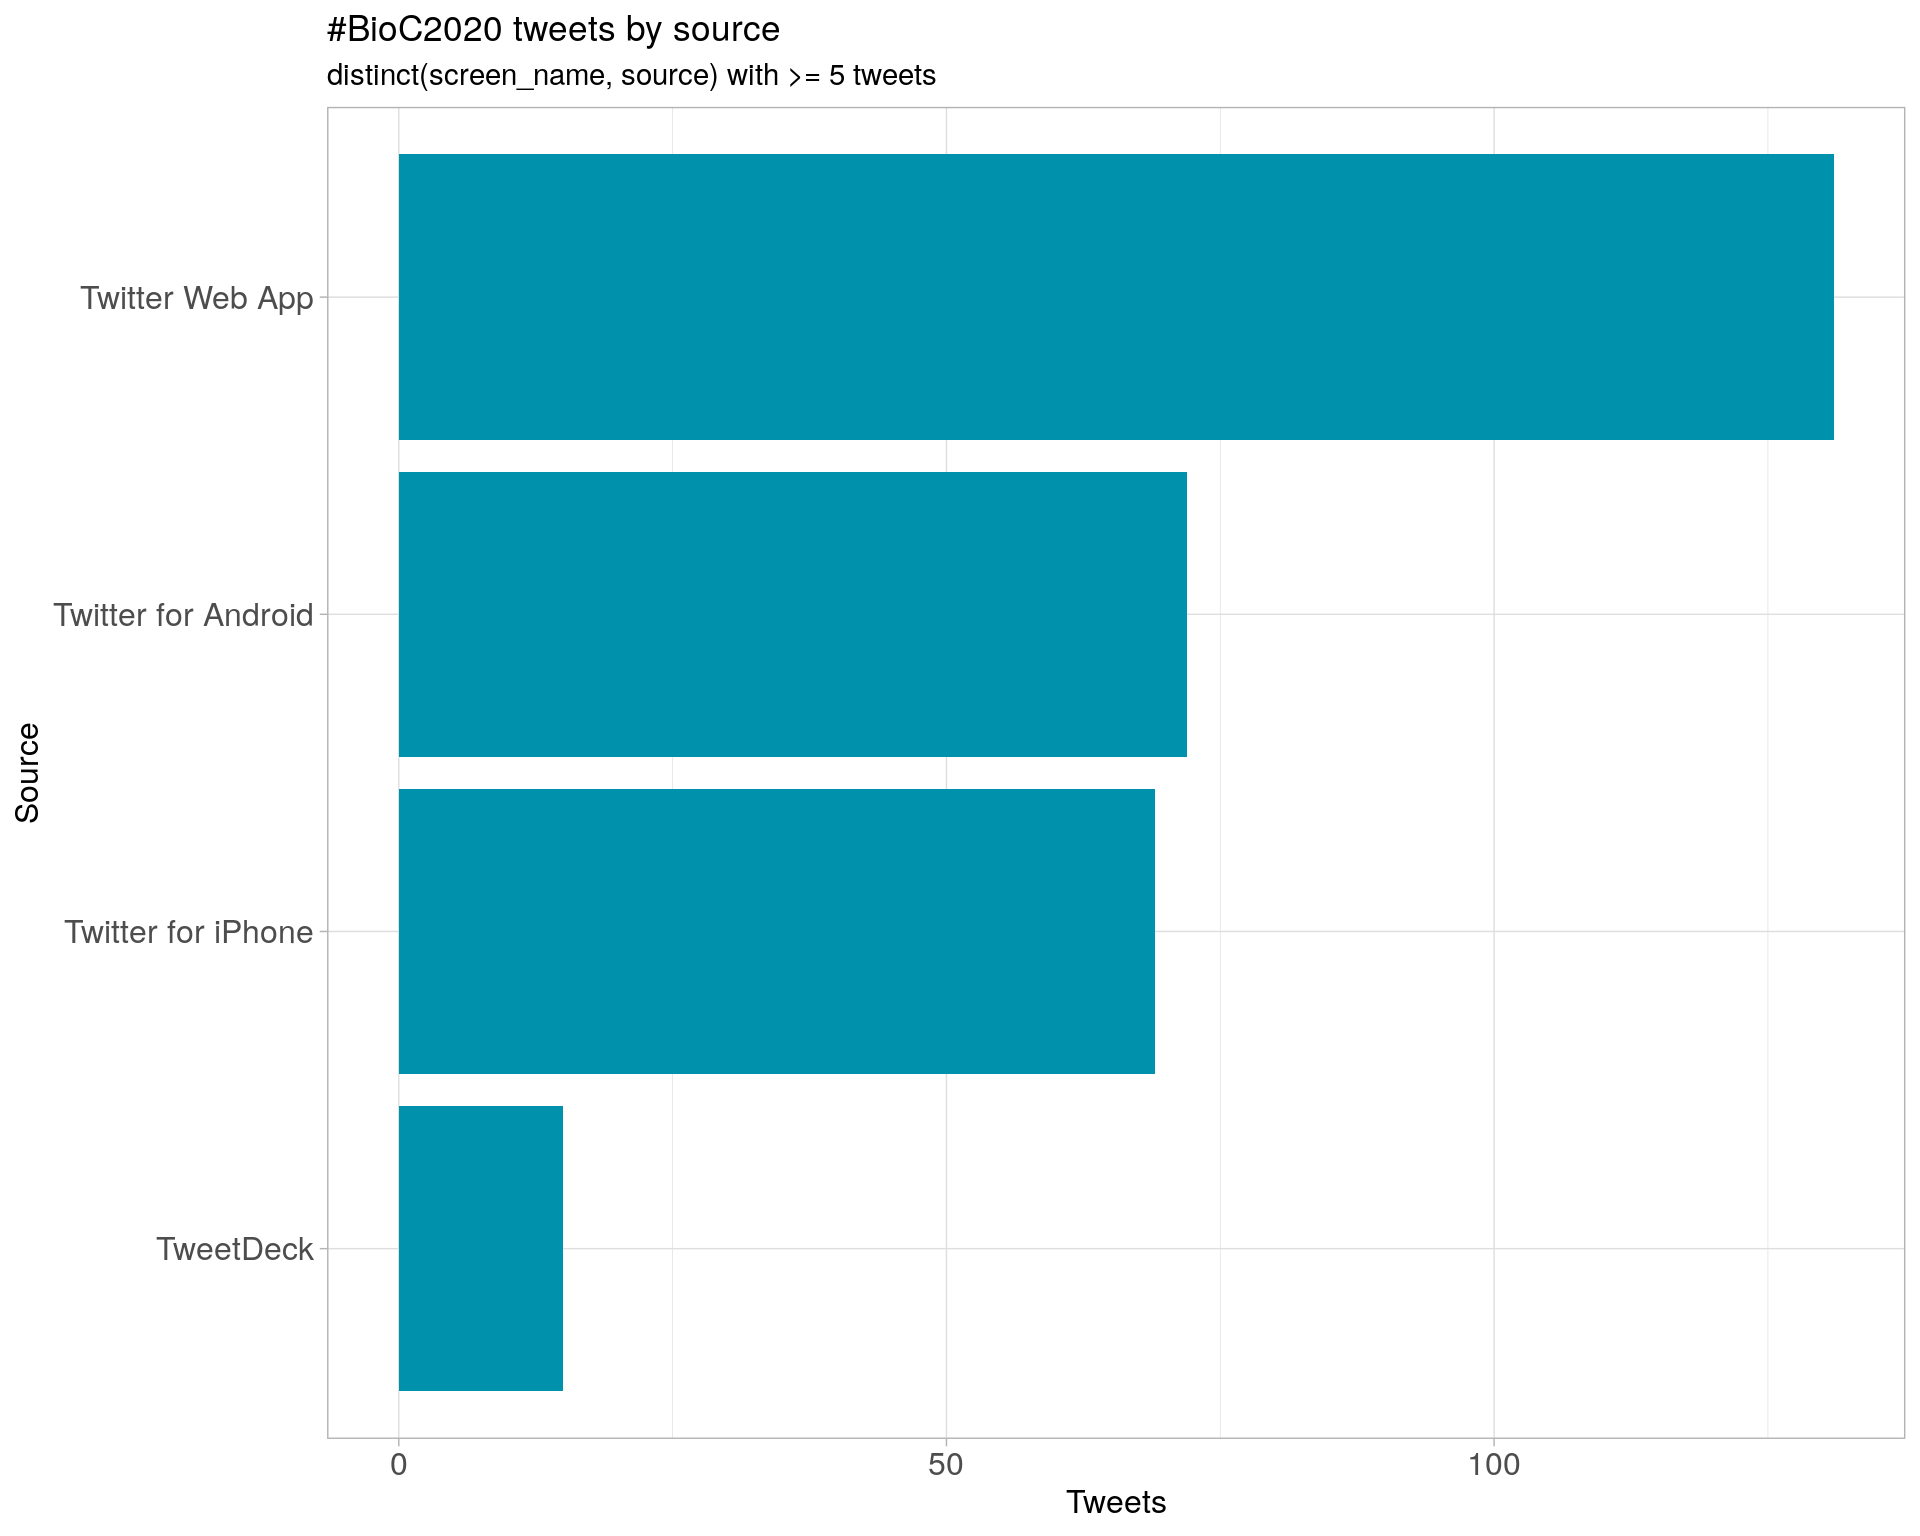 #BioC2020 tweets by source
distinct(screen_name, source) with >= 5 tweets
Twitter Web App
Twitter for Android
Twitter for iPhone
TweetDeck
Source
0 50 100
Tweets